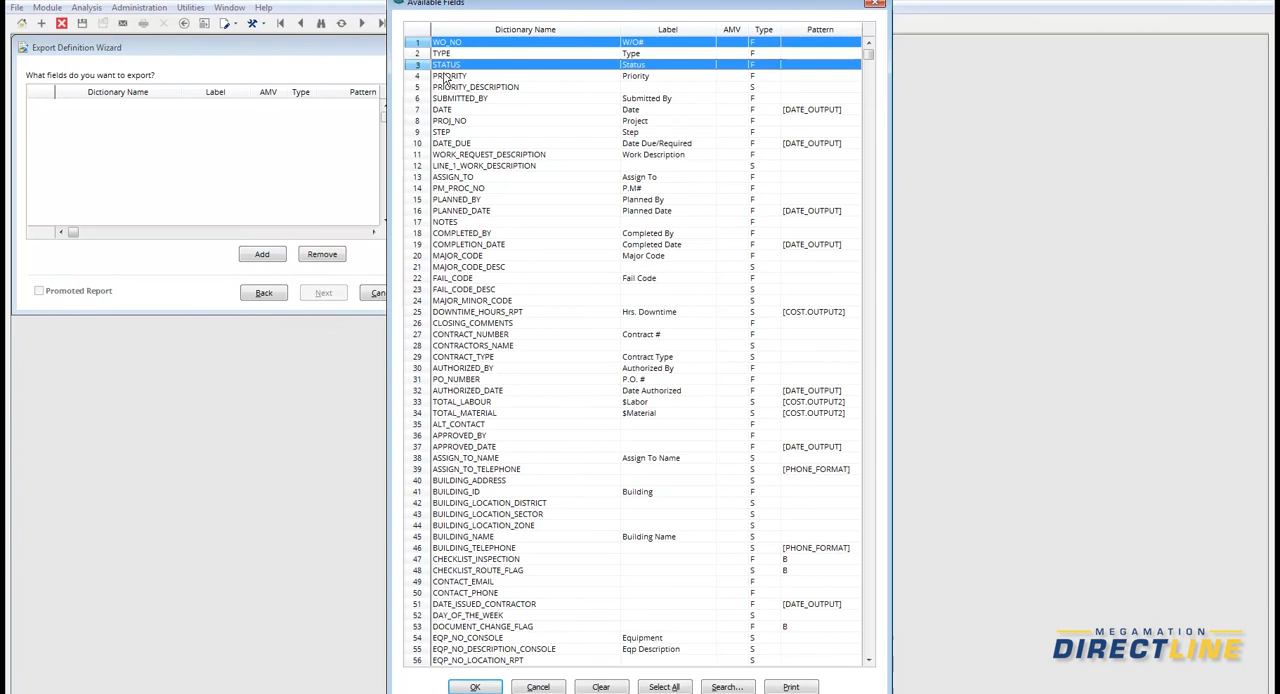 File Module Analysis Administration Utilities Window Help
Export Definition Wizard
What fields do you want to export?
Dictionary Name Label AMV Type Pattern
Add Remove
Promoted Report
Back Next Can
Available Fields
Dictionary Name Label AMV Type Pattern
1 WO_NO W/O# F
2 TYPE Type F
3 STATUS Status F
4 PRIORITY Priority F
5 PRIORITY_DESCRIPTION S
6 SUBMITTED_BY Submitted By F
7 DATE Date F [DATE_OUTPUT]
8 PROJ_NO Project F
9 STEP Step F
10 DATE_DUE Date Due/Required F [DATE_OUTPUT]
11 WORK_REQUEST_DESCRIPTION Work Description F
12 LINE_1_WORK_DESCRIPTION S
13 ASSIGN_TO Assign To F
14 PM_PROC_NO P.M# F
15 PLANNED_BY Planned By F
16 PLANNED_DATE Planned Date F [DATE_OUTPUT]
17 NOTES F
18 COMPLETED_BY Completed By F
19 COMPLETION_DATE Completed Date F [DATE_OUTPUT]
20 MAJOR_CODE Major Code F
21 MAJOR_CODE_DESC S
22 FAIL_CODE Fail Code F
23 FAIL_CODE_DESC S
24 MAJOR_MINOR_CODE S
25 DOWNTIME_HOURS_RPT Hrs. Downtime S [COST.OUTPUT2]
26 CLOSING_COMMENTS F
27 CONTRACT_NUMBER Contract # F
28 CONTRACTORS_NAME S
29 CONTRACT_TYPE Contract Type S
30 AUTHORIZED_BY Authorized By F
31 PO_NUMBER P.O. # F
32 AUTHORIZED_DATE Date Authorized F [DATE_OUTPUT]
33 TOTAL_LABOUR $Labor S [COST.OUTPUT2]
34 TOTAL_MATERIAL $Material S [COST.OUTPUT2]
35 ALT_CONTACT F
36 APPROVED_BY F
37 APPROVED_DATE F [DATE_OUTPUT]
38 ASSIGN_TO_NAME Assign To Name S
39 ASSIGN_TO_TELEPHONE S [PHONE_FORMAT]
40 BUILDING_ADDRESS S
41 BUILDING_ID Building F
42 BUILDING_LOCATION_DISTRICT S
43 BUILDING_LOCATION_SECTOR S
44 BUILDING_LOCATION_ZONE S
45 BUILDING_NAME Building Name S
46 BUILDING_TELEPHONE S [PHONE_FORMAT]
47 CHECKLIST_INSPECTION F B
48 CHECKLIST_ROUTE_FLAG S B
49 CONTACT_EMAIL F
50 CONTACT_PHONE F
51 DATE_ISSUED_CONTRACTOR F [DATE_OUTPUT]
52 DAY_OF_THE_WEEK S
53 DOCUMENT_CHANGE_FLAG F B
54 EQP_NO_CONSOLE Equipment S
55 EQP_NO_DESCRIPTION_CONSOLE Eqp Description S
56 EQP_NO_LOCATION_RPT S
OK Cancel Clear Select All Search... Print
MEGAMATION
DIRECTLINE